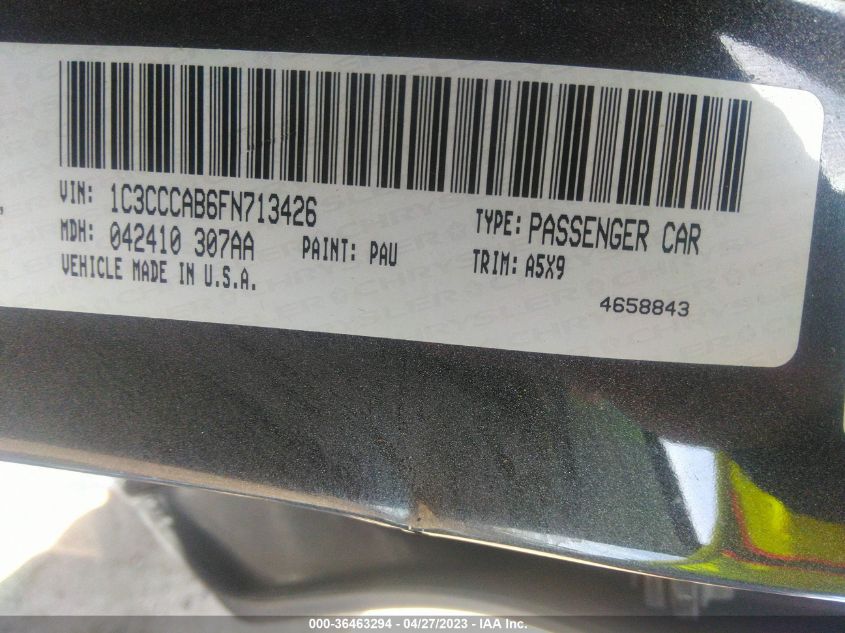 VIN: 1C3CCCAB6FN713426 TYPE: PASSENGER CAR
MDH: 042410 307AA PAINT: PAU TRIM: A5X9
VEHICLE MADE IN U.S.A.
4658843
000-36463294 - 04/27/2023 - IAA Inc.